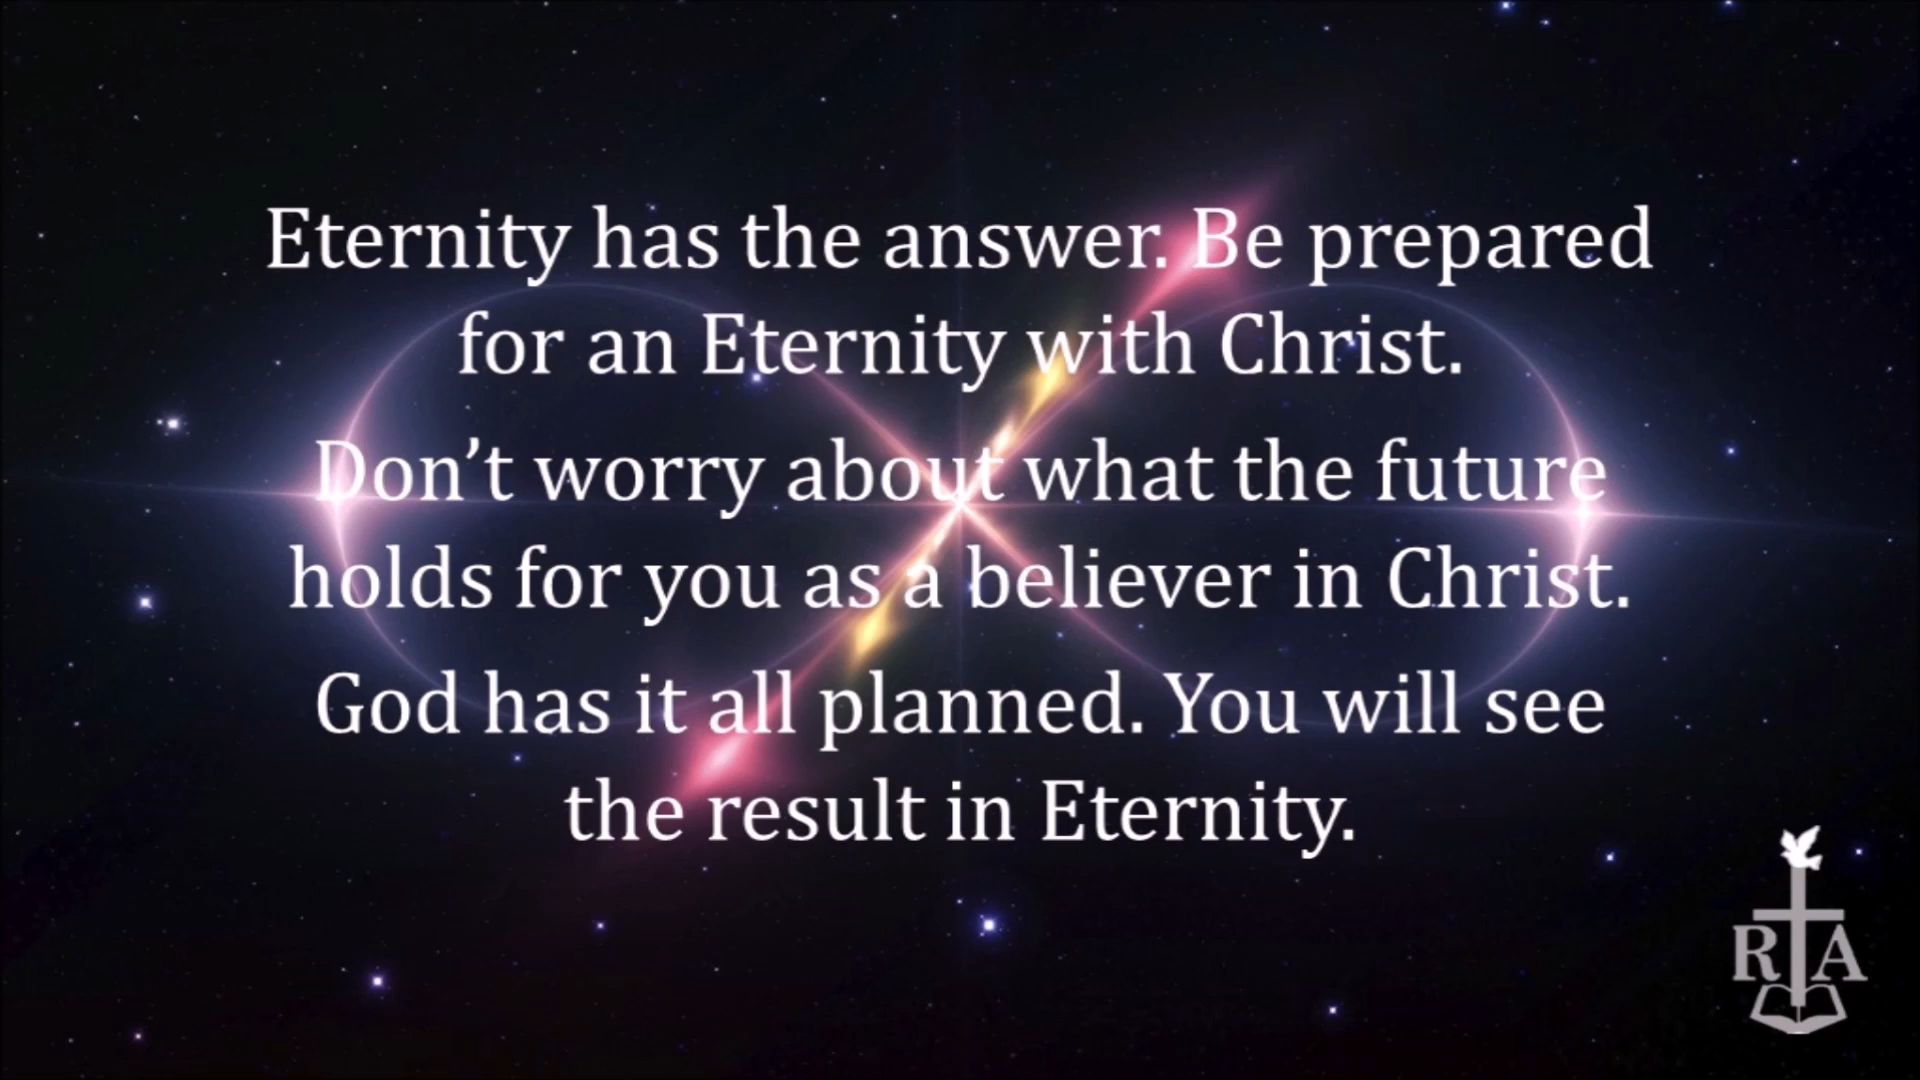 Eternity has the answer. Be prepared
for an Eternity with Christ.
Don’t worry about what the future
holds for you as a believer in Christ.
God has it all planned. You will see
the result in Eternity.
R A